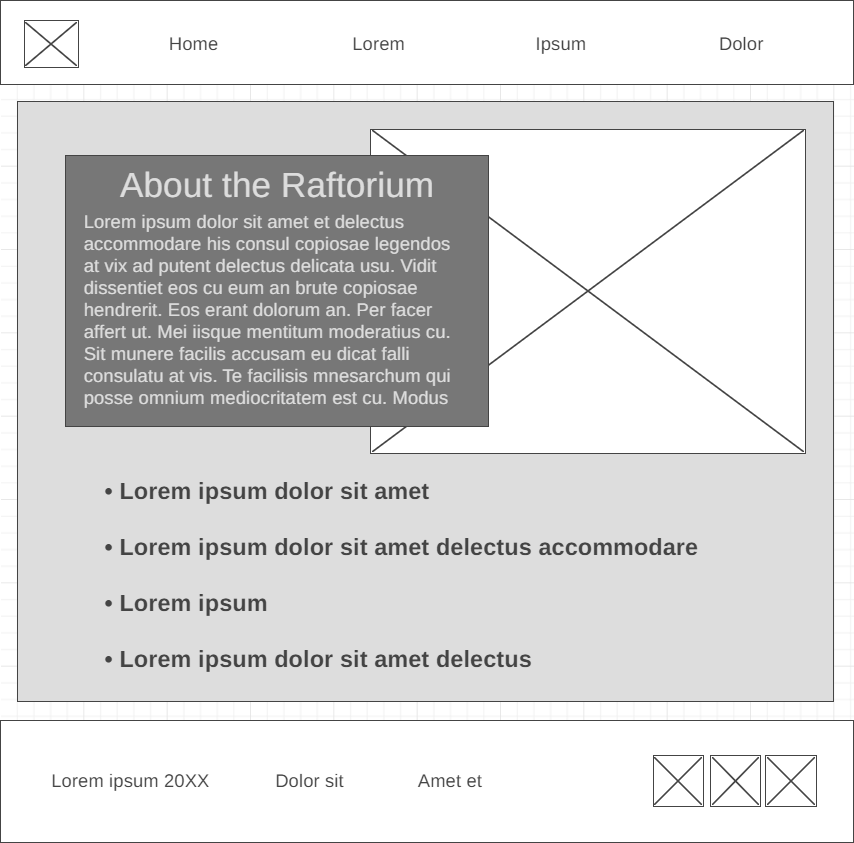 Home Lorem Ipsum Dolor
About the Raftorium
Lorem ipsum dolor sit amet et delectus
accommodare his consul copiosae legendos
at vix ad putent delectus delicata usu. Vidit
dissentiet eos cu eum an brute copiosae
hendrerit. Eos erant dolorum an. Per facer
affert ut. Mei iisque mentitum moderatius cu.
Sit munere facilis accusam eu dicat falli
consulatu at vis. Te facilisis mnesarchum qui
posse omnium mediocritatem est cu. Modus
• Lorem ipsum dolor sit amet
• Lorem ipsum dolor sit amet delectus accommodare
• Lorem ipsum
• Lorem ipsum dolor sit amet delectus
Lorem ipsum 20XX Dolor sit Amet et